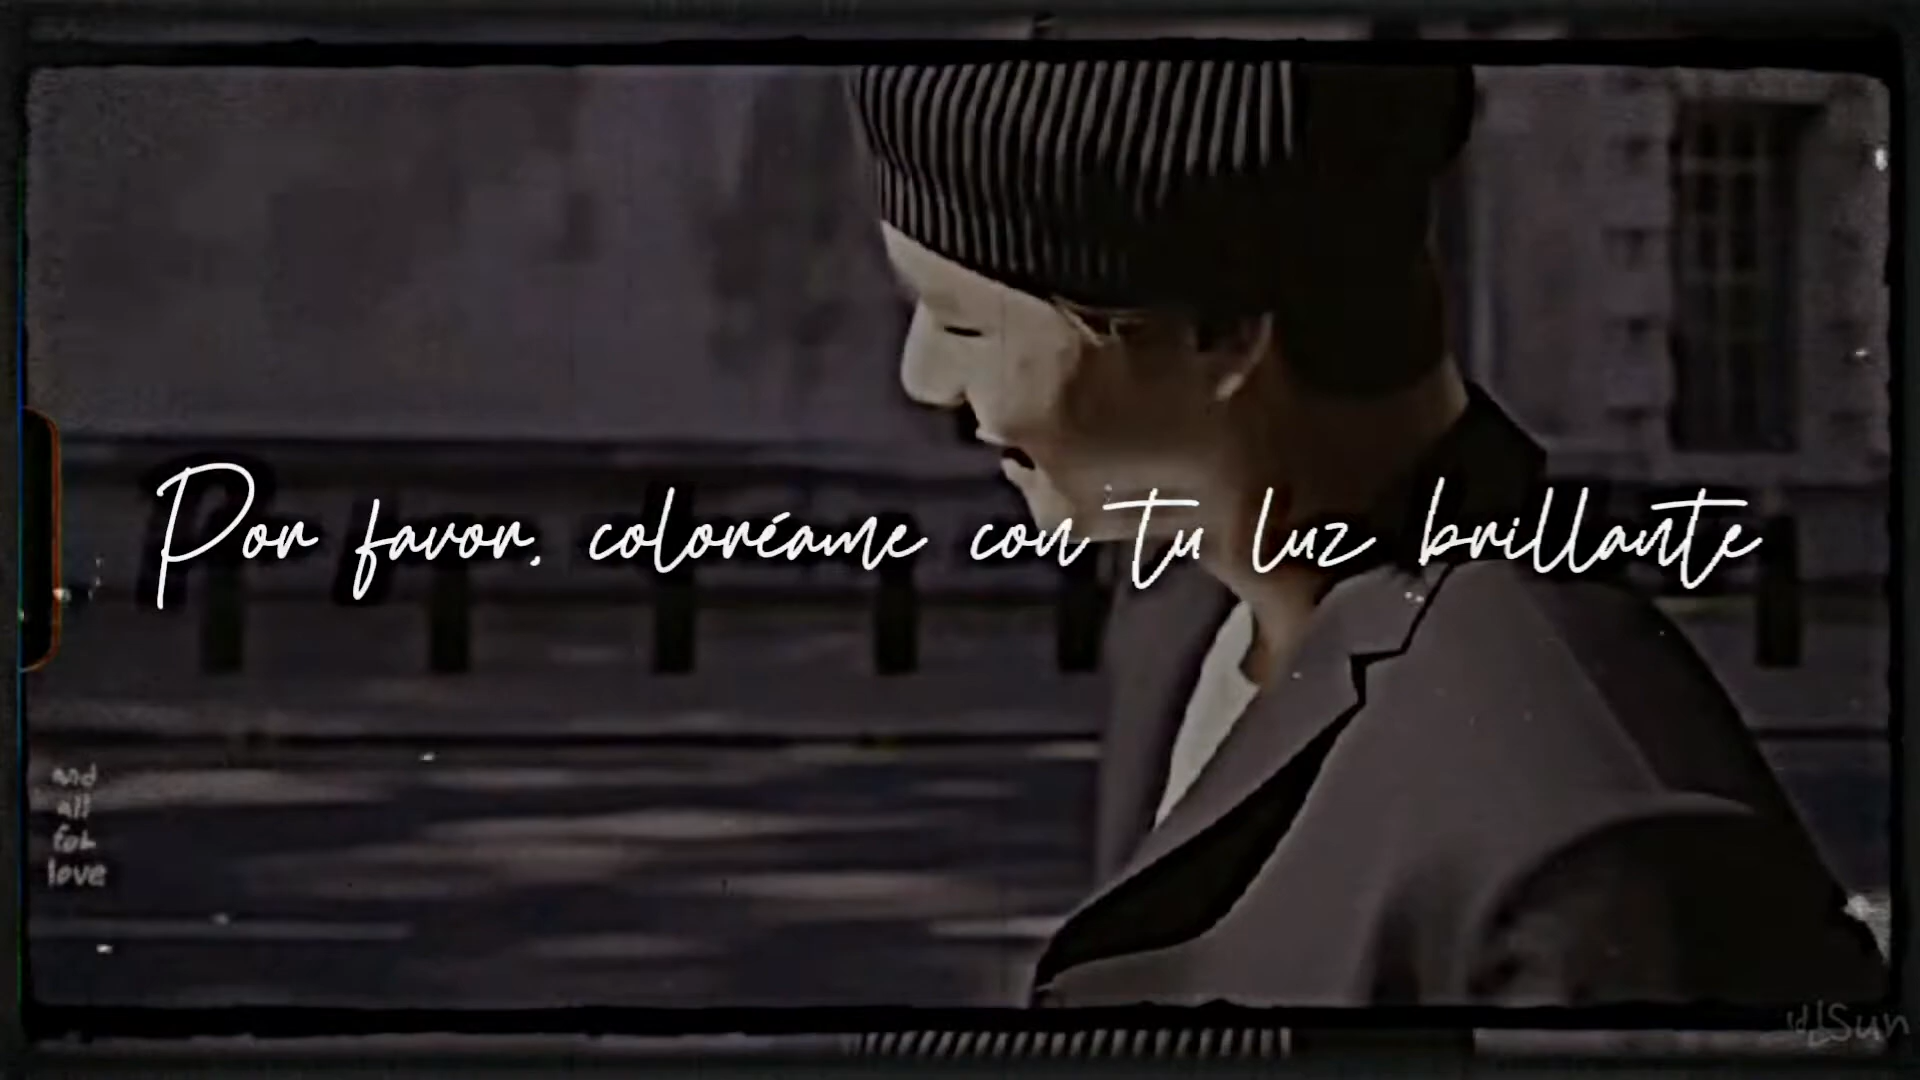 Por favor, coloréame con tu luz brillante
and
all
for
love